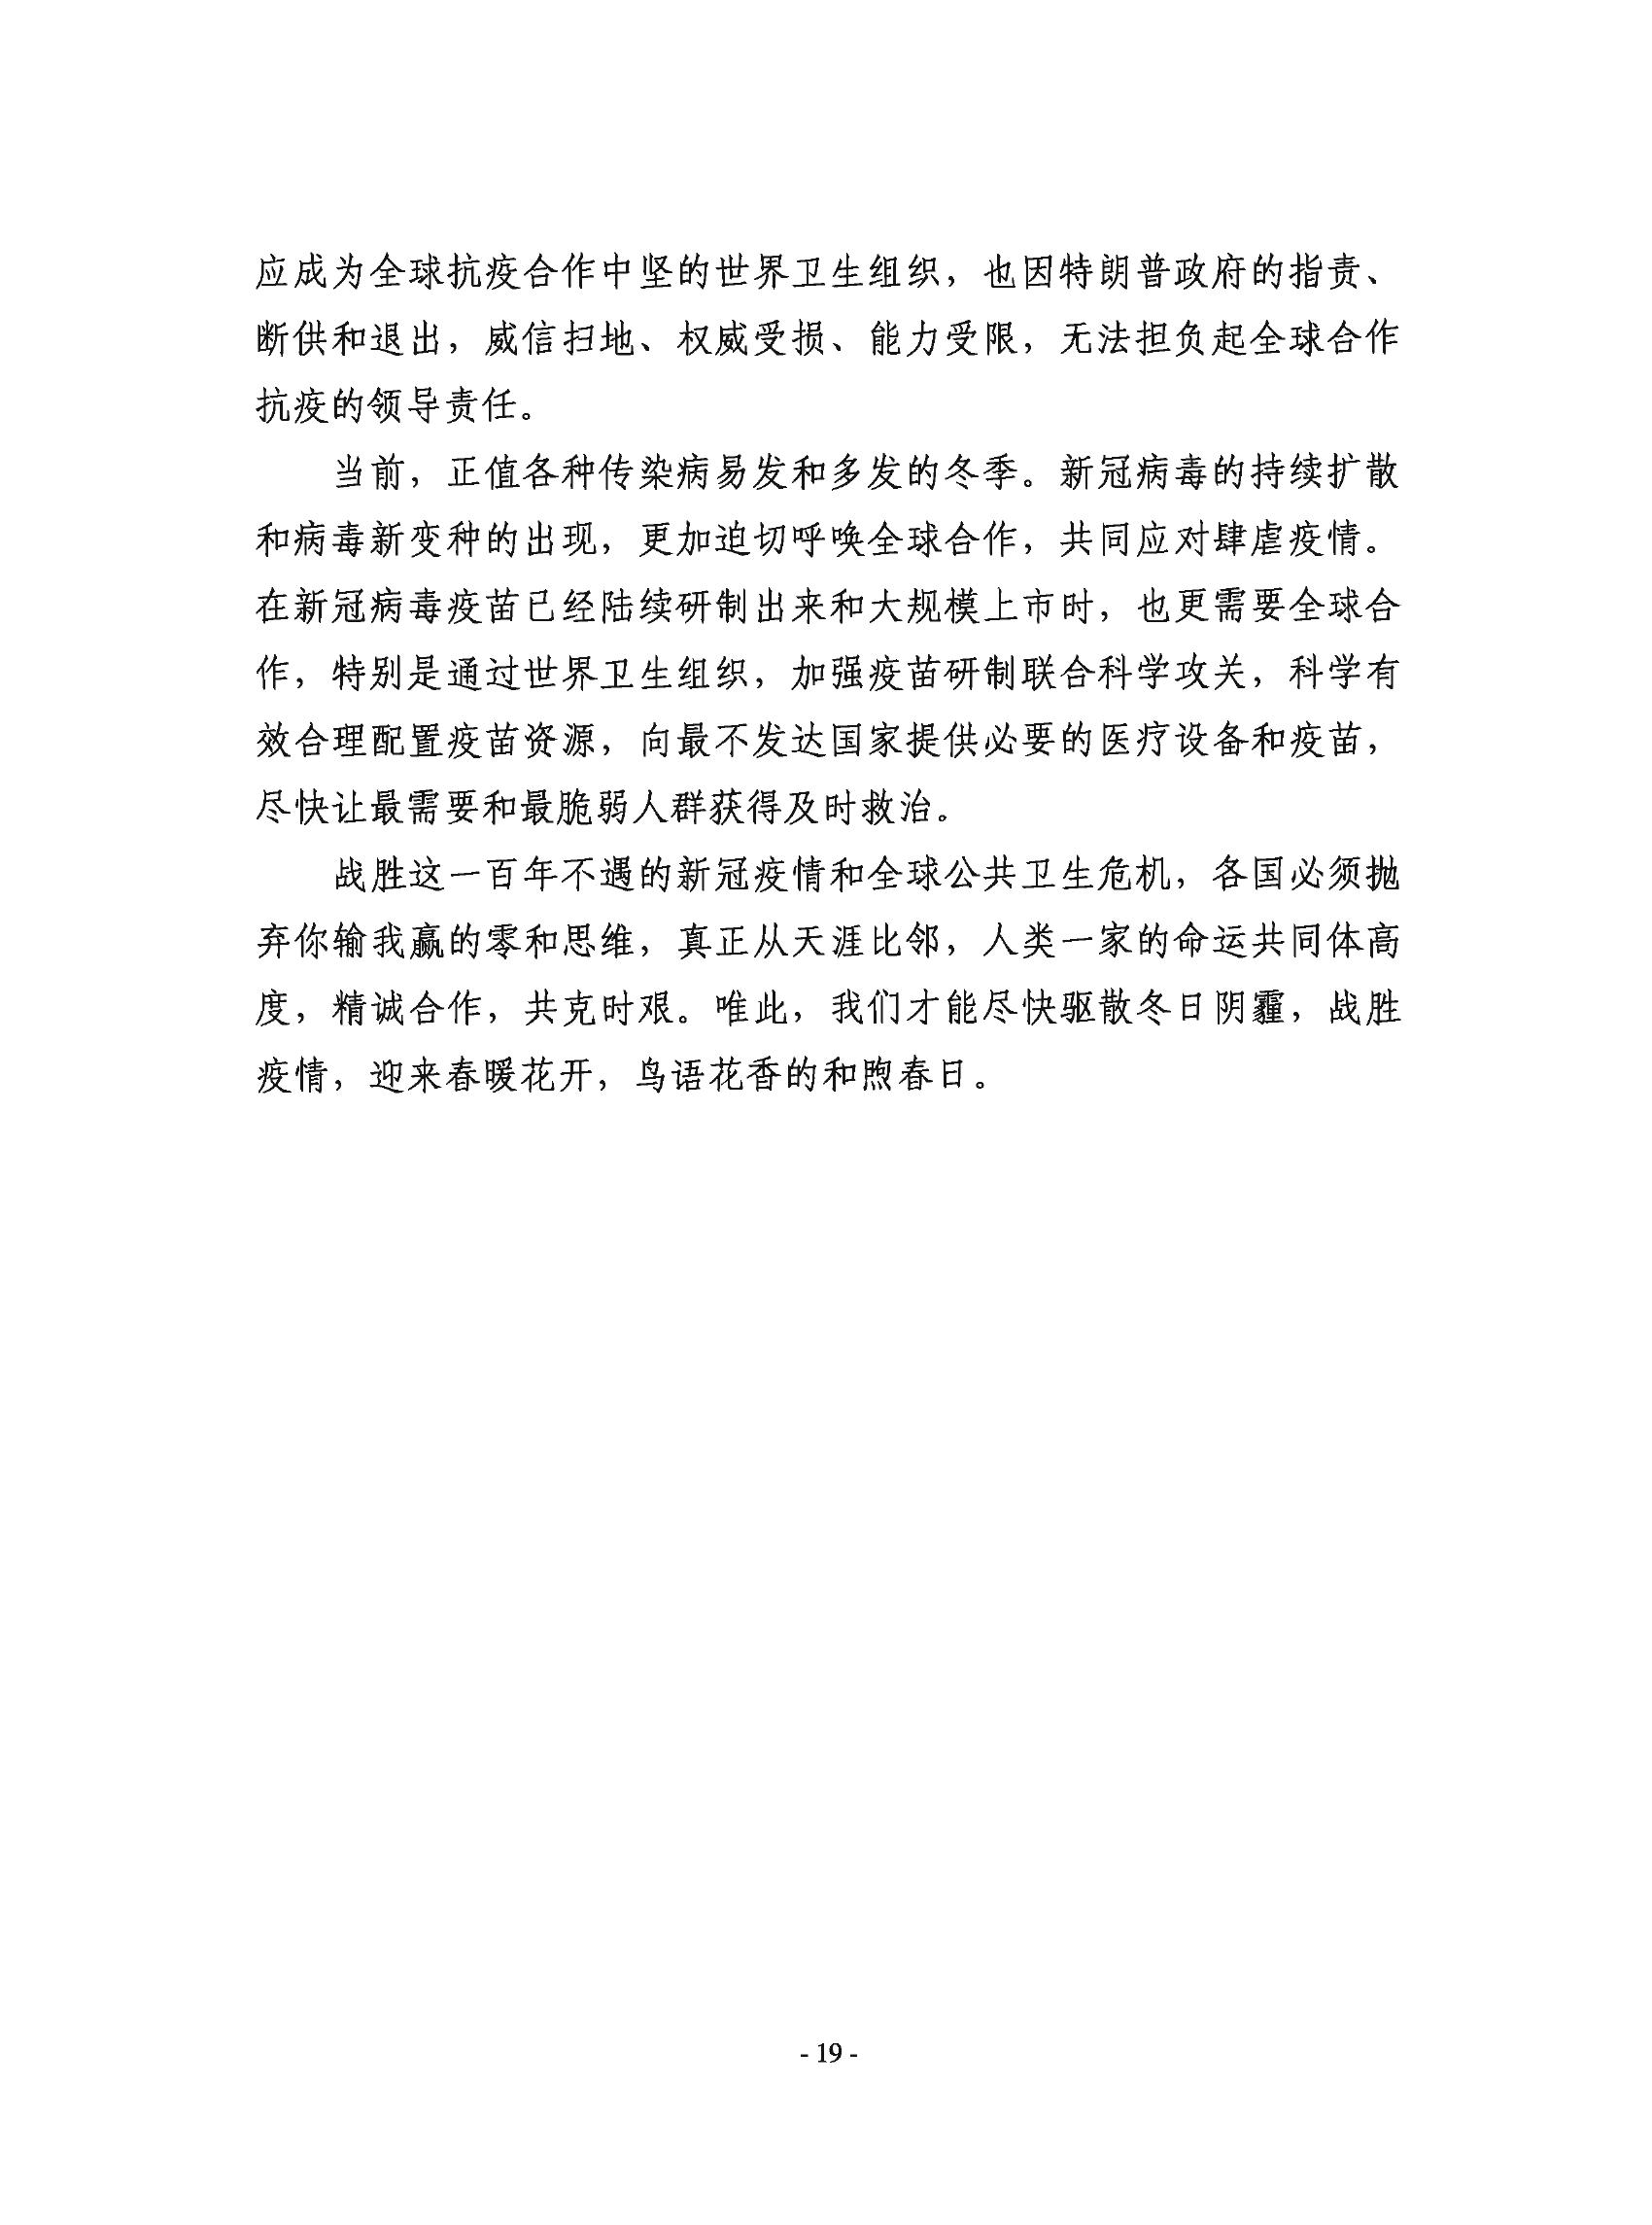 应成为全球抗疫合作中坚的世界卫生组织，也因特朗普政府的指责、
断供和退出，威信扫地、权威受损、能力受限，无法担负起全球合作
抗疫的领导责任。
当前，正值各种传染病易发和多发的冬季。新冠病毒的持续扩散
和病毒新变种的出现，更加迫切呼唤全球合作，共同应对肆虐疫情。
在新冠病毒疫苗已经陆续研制出来和大规模上市时，也更需要全球合
作，特别是通过世界卫生组织，加强疫苗研制联合科学攻关，科学有
效合理配置疫苗资源，向最不发达国家提供必要的医疗设备和疫苗，
尽快让最需要和最脆弱人群获得及时救治。
战胜这一百年不遇的新冠疫情和全球公共卫生危机，各国必须抛
弃你输我赢的零和思维，真正从天涯比邻，人类一家的命运共同体高
度，精诚合作，共克时艰。唯此，我们才能尽快驱散冬日阴霾，战胜
疫情，迎来春暖花开，鸟语花香的和煦春日。
- 19 -